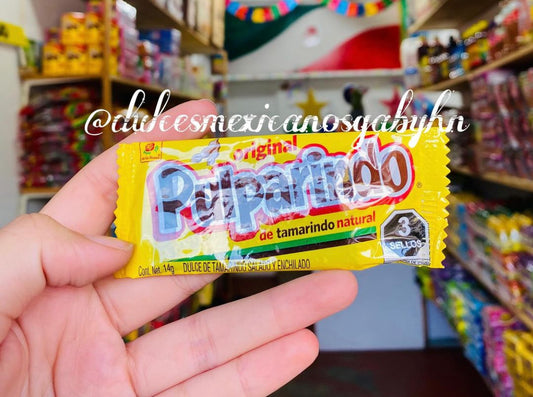 @dulcesmexicanosgabyhn
original
Pulparindo
de tamarindo natural
3
SELLOS
Cont. Net. 14g DULCE DE TAMARINDO SALADO Y ENCHILADO